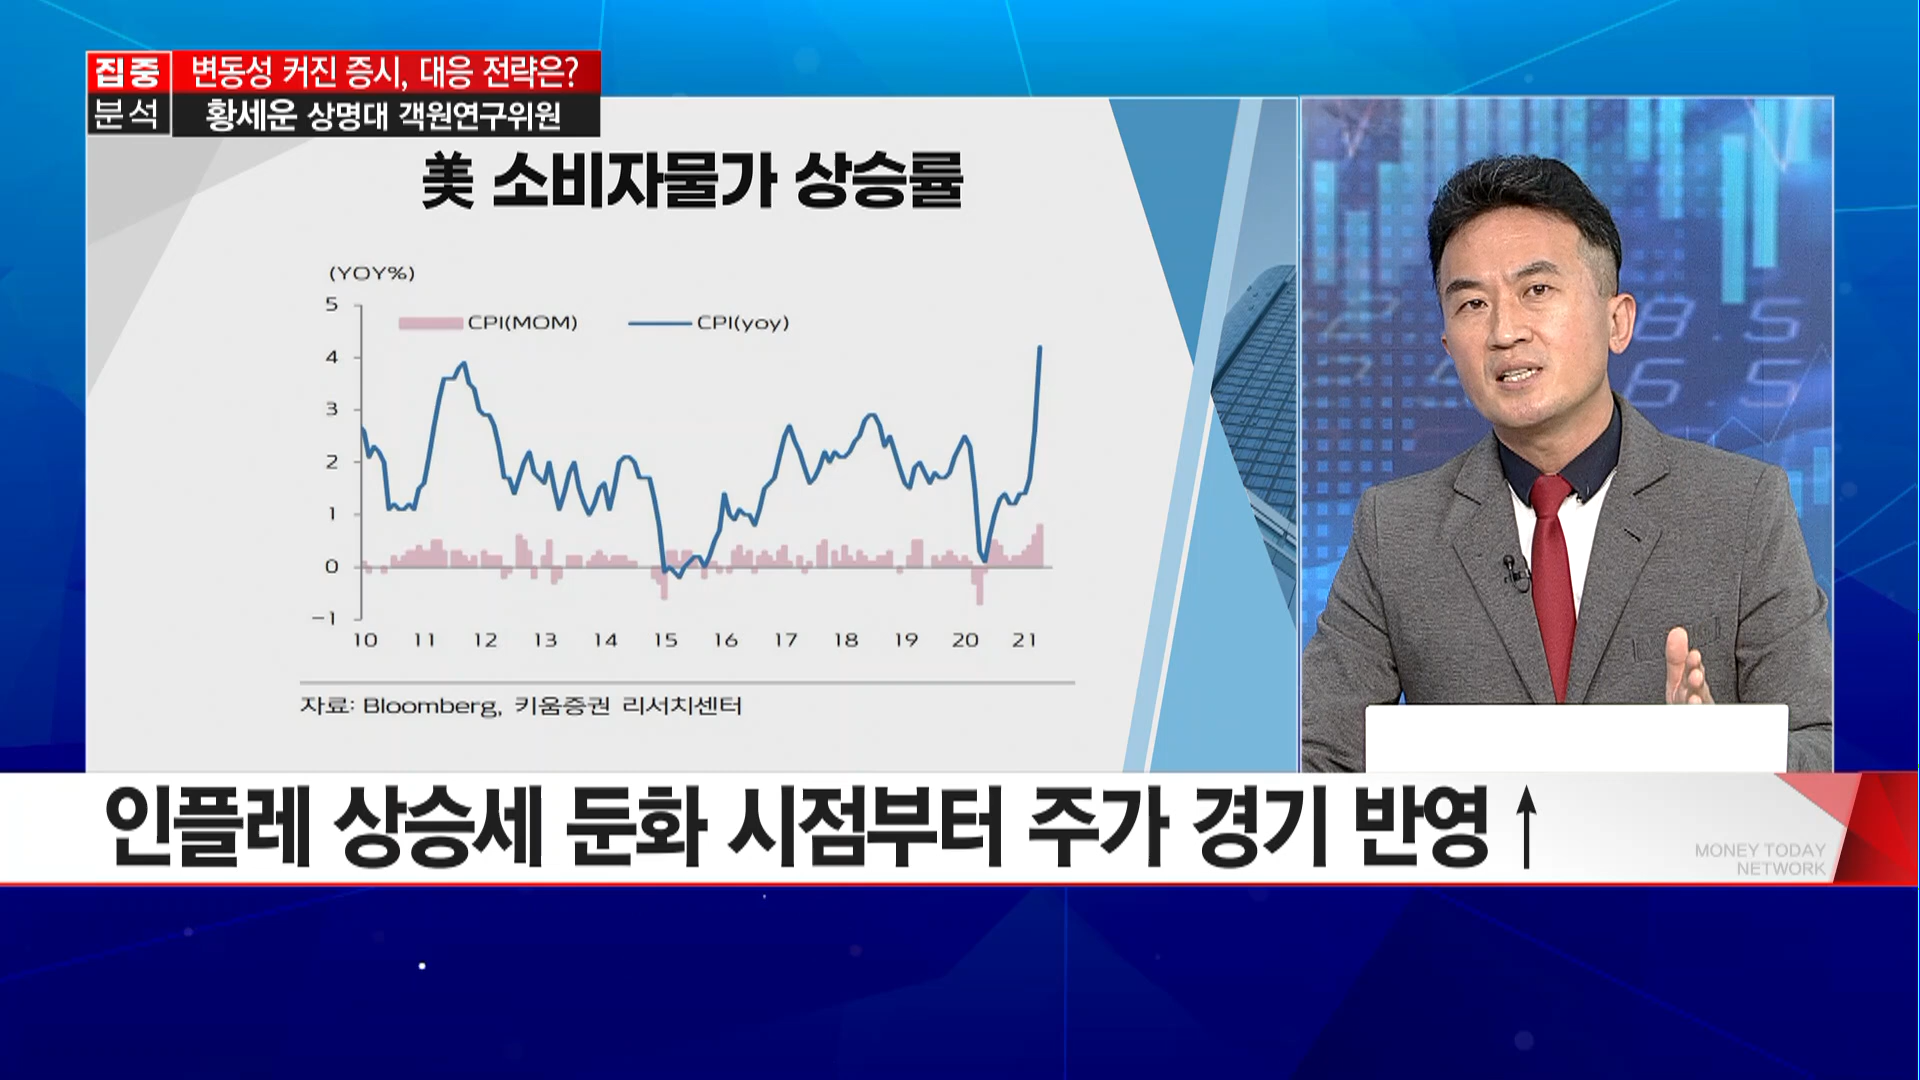 집중
분석
변동성 커진 증시, 대응 전략은?
황세운 상명대 객원연구위원
美 소비자물가 상승률
(YOY%)
CPI(MOM) CPI(yoy)
5
4
3
2
1
0
-1
10 11 12 13 14 15 16 17 18 19 20 21
자료: Bloomberg, 키움증권 리서치센터
8.5
6.5
인플레 상승세 둔화 시점부터 주가 경기 반영↑
MONEY TODAY
NETWORK